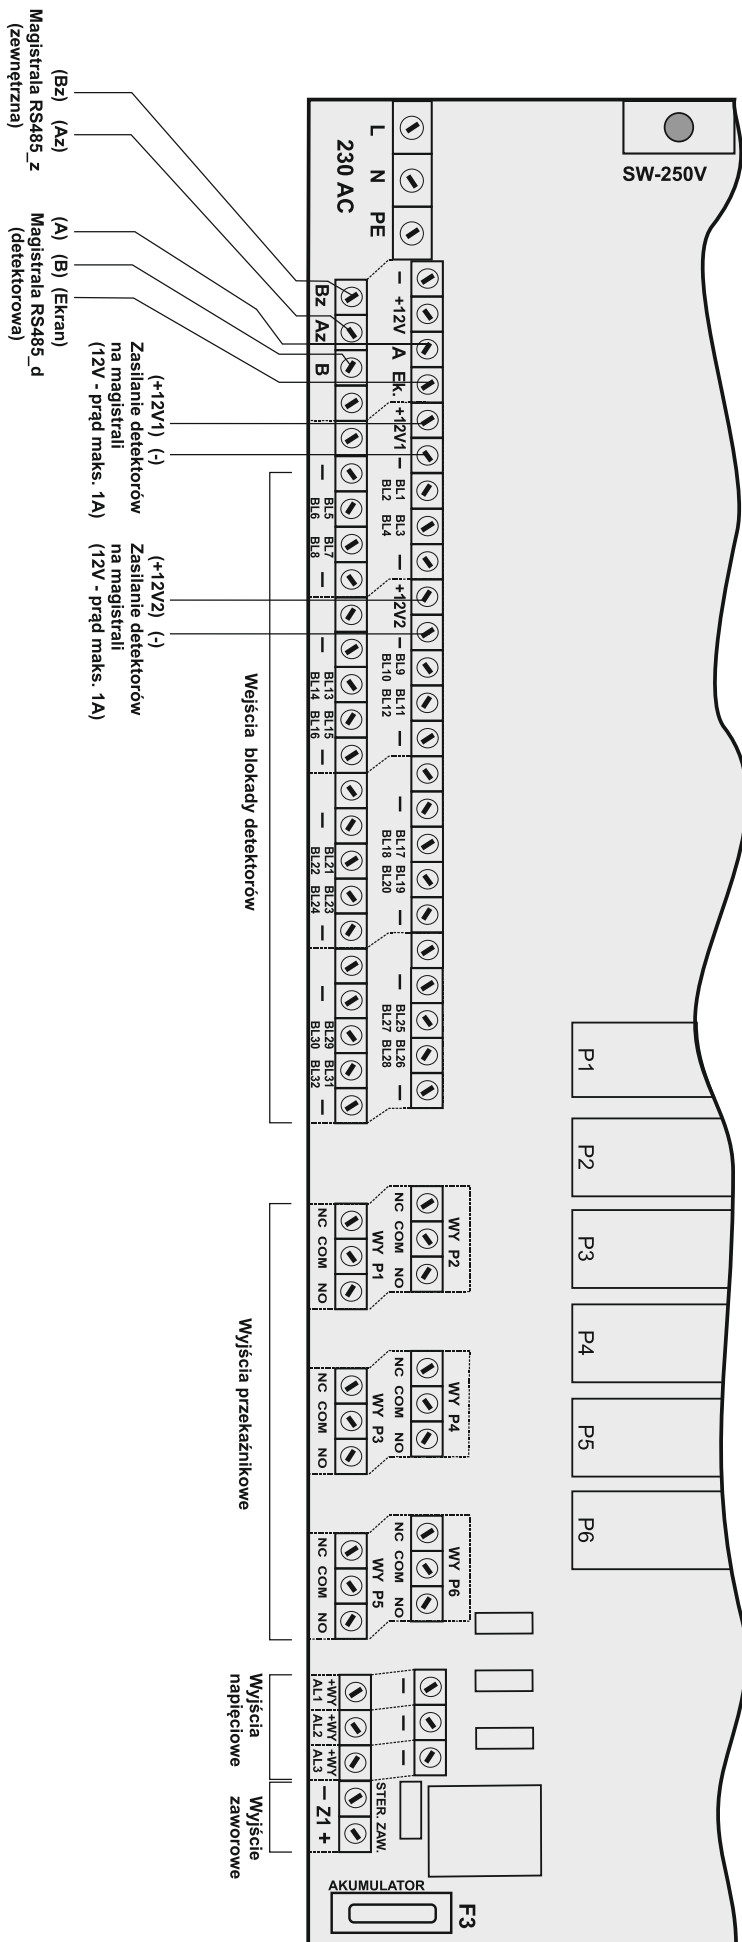 SW-250V
L N PE
230 AC
(Bz) (Az)
Magistrala RS485_z
(zewnętrzna)
(A) (B) (Ekran)
Magistrala RS485_d
(detektorowa)
(+12V1) (-)
Zasilanie detektorów
na magistrali
(12V - prąd maks. 1A)
(+12V2) (-)
Zasilanie detektorów
na magistrali
(12V - prąd maks. 1A)
— +12V A Ek. +12V1 — BL1 BL3 — +12V2 — BL9 BL11 — — BL17 BL19 — — BL25 BL26 —
BL2 BL4 BL10 BL12 BL18 BL20 BL27 BL28
Bz Az B — BL5 BL7 — — BL13 BL15 — — BL21 BL23 — — BL29 BL31 —
BL6 BL8 BL14 BL16 BL22 BL24 BL30 BL32
Wejścia blokady detektorów
P1
P2
P3
P4
P5
P6
WY P2
NC COM NO
WY P1
NC COM NO
WY P4
NC COM NO
WY P3
NC COM NO
WY P6
NC COM NO
WY P5
NC COM NO
Wyjścia przekaźnikowe
— — —
+WY +WY +WY
AL1 AL2 AL3
Wyjścia
napięciowe
STER. ZAW.
— Z1 +
Wyjście
zaworowe
AKUMULATOR
F3